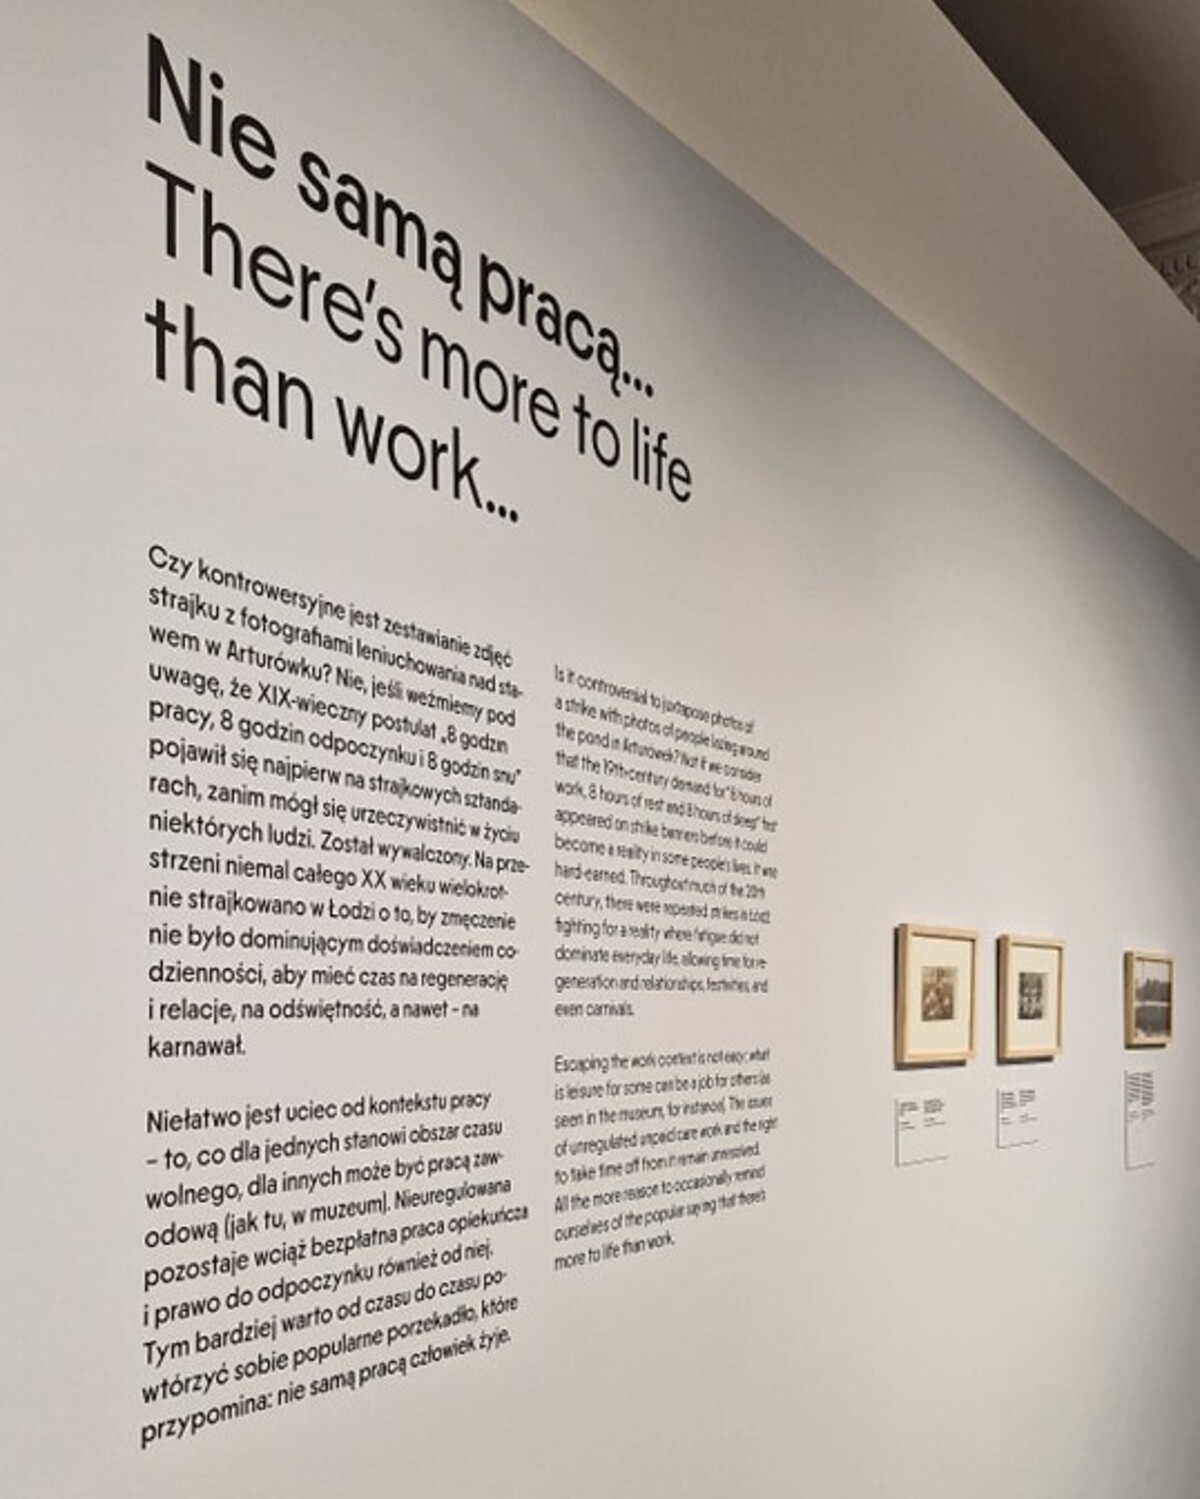 Nie samą pracą...
There's more to life
than work...
Czy kontrowersyjne jest zestawianie zdjęć
strajku z fotografiami leniuchowania nad sta-
wem w Arturówku? Nie, jeśli weźmiemy pod
uwagę, że XIX-wieczny postulat „8 godzin
pracy, 8 godzin odpoczynku i 8 godzin snu”
pojawił się najpierw na strajkowych sztanda-
rach, zanim mógł się urzeczywistnić w życiu
niektórych ludzi. Został wywalczony. Na prze-
strzeni niemal całego XX wieku wielokrot-
nie strajkowano w Łodzi o to, by zmęczenie
nie było dominującym doświadczeniem co-
dzienności, aby mieć czas na regenerację
i relacje, na odświętność, a nawet – na
karnawał.
Niełatwo jest uciec od kontekstu pracy
– to, co dla jednych stanowi obszar czasu
wolnego, dla innych może być pracą zaw-
odową (jak tu, w muzeum). Nieuregulowana
pozostaje wciąż bezpłatna praca opiekuńcza
i prawo do odpoczynku również od niej.
Tym bardziej warto od czasu do czasu po-
wtórzyć sobie popularne porzekadło, które
przypomina: nie samą pracą człowiek żyje.
Is it controversial to juxtapose photos of
a strike with photos of people lazing around
the pond in Arturówek? Not if we consider
that the 19th-century demand for "8 hours of
work, 8 hours of rest and 8 hours of sleep" first
appeared on strike banners before it could
become a reality in some people's lives. It was
hard-earned. Throughout much of the 20th
century, there were repeated strikes in Łódź
fighting for a reality where fatigue did not
dominate everyday life, allowing time for re-
generation and relationships, festivities, and
even carnivals.
Escaping the work context is not easy; what
is leisure for some can be a job for others (as
seen in the museum, for instance). The issues
of unregulated unpaid care work and the right
to take time off from it remain unresolved.
All the more reason to occasionally remind
ourselves of the popular saying that there's
more to life than work.